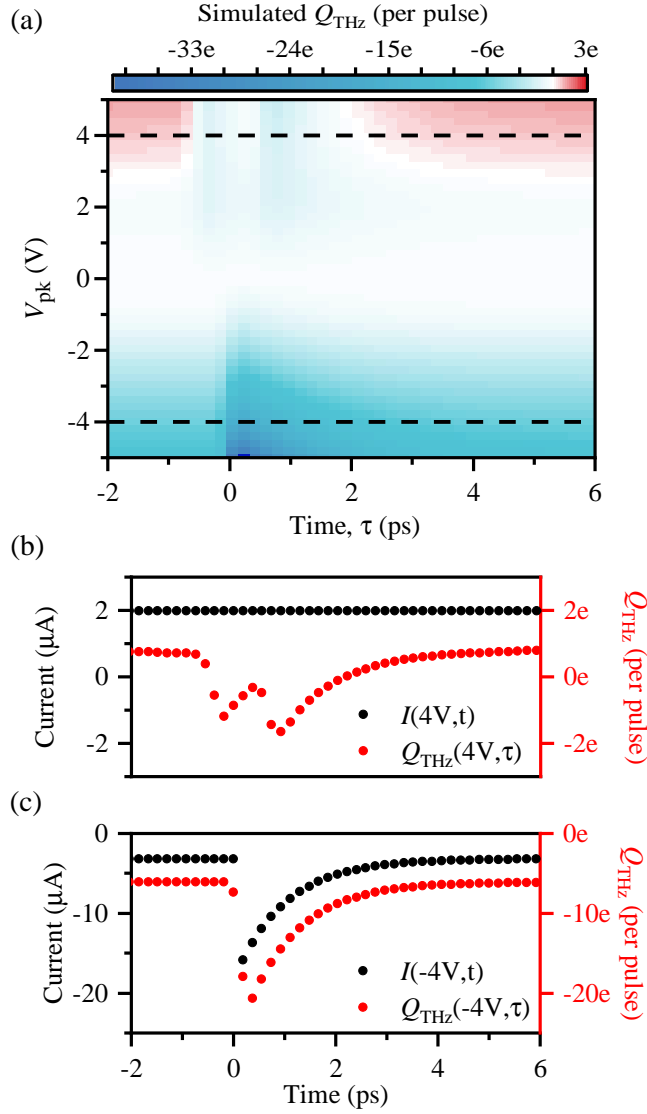 (a)
Simulated Q_THz (per pulse)
-33e -24e -15e -6e 3e
4
2
0
-2
-4
V_pk (V)
-2 0 2 4 6
Time, τ (ps)
(b)
2
0
-2
Current (μA)
2e
0e
-2e
Q_THz (per pulse)
I(4V,t)
Q_THz(4V,τ)
(c)
0
-10
-20
Current (μA)
0e
-10e
-20e
Q_THz (per pulse)
I(-4V,t)
Q_THz(-4V,τ)
-2 0 2 4 6
Time (ps)